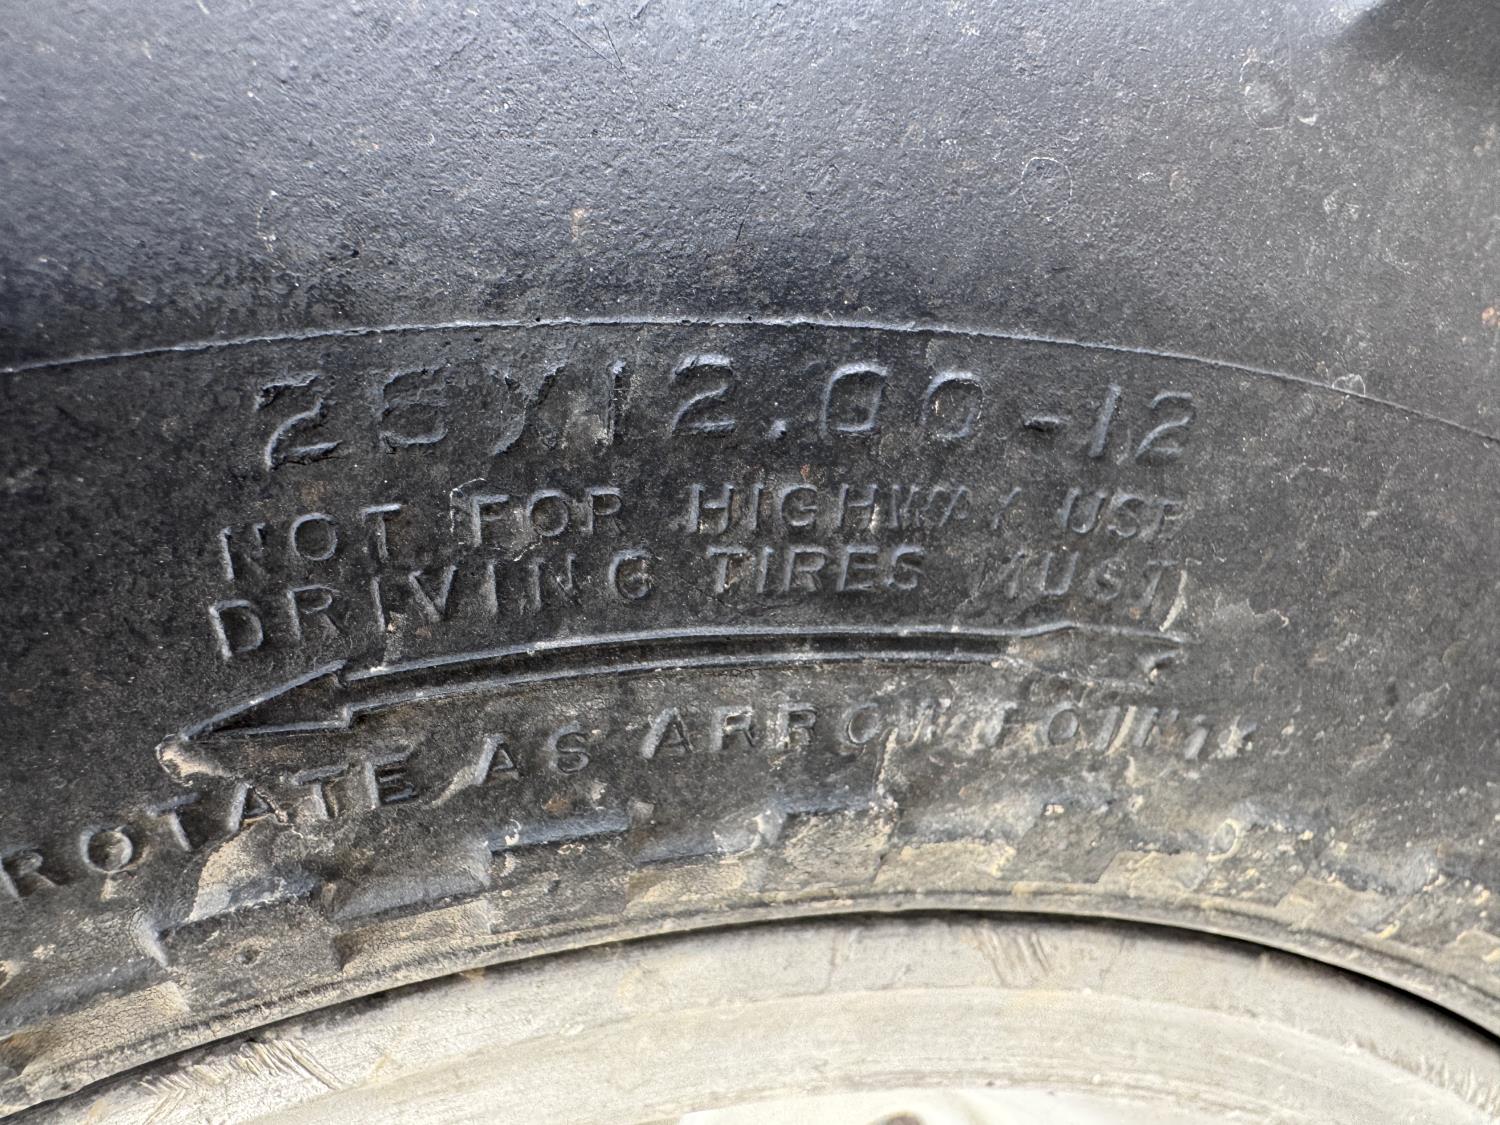 26X12.00-12
NOT FOR HIGHWAY USE
DRIVING TIRES MUST
ROTATE AS ARROW POINTS